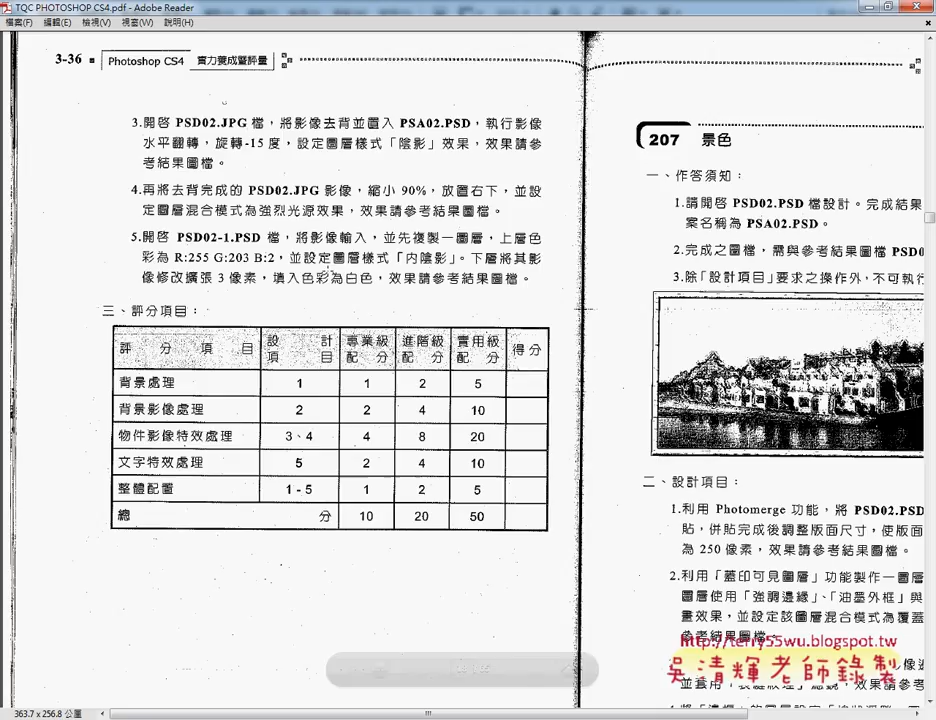 TQC PHOTOSHOP CS4.pdf - Adobe Reader
檔案(F) 編輯(E) 檢視(V) 視窗(W) 說明(H)
3-36 Photoshop CS4 實力養成暨評量
3.開啓 PSD02.JPG 檔，將影像去背並置入 PSA02.PSD，執行影像
水平翻轉，旋轉-15 度，設定圖層樣式「陰影」效果，效果請參
考結果圖檔。
4.再將去背完成的 PSD02.JPG 影像，縮小 90%，放置右下，並設
定圖層混合模式為強烈光源效果，效果請參考結果圖檔。
5.開啓 PSD02-1.PSD 檔，將影像輸入，並先複製一圖層，上層色
彩為 R:255 G:203 B:2，並設定圖層樣式「內陰影」。下層將其影
像修改擴張 3 像素，填入色彩為白色，效果請參考結果圖檔。
三、評分項目：
評分項目 設計項目 專業級配分 進階級配分 實用級配分 得分
背景處理 1 1 2 5
背景影像處理 2 2 4 10
物件影像特效處理 3、4 4 8 20
文字特效處理 5 2 4 10
整體配置 1 - 5 1 2 5
總分 10 20 50
207 景色
一、作答須知：
1.請開啓 PSD02.PSD 檔設計。完成結果
案名稱為 PSA02.PSD。
2.完成之圖檔，需與參考結果圖檔 PSD0
3.除「設計項目」要求之操作外，不可執行
二、設計項目：
1.利用 Photomerge 功能，將 PSD02.PSD
貼，併貼完成後調整版面尺寸，使版面
為 250 像素，效果請參考結果圖檔。
2.利用「蓋印可見圖層」功能製作一圖層
圖層使用「強調邊緣」、「油墨外框」與
畫效果，並設定該圖層混合模式為覆蓋
參考結果圖檔。
http://terry55wu.blogspot.tw
吳清輝老師錄製
363.7 x 256.8 公釐